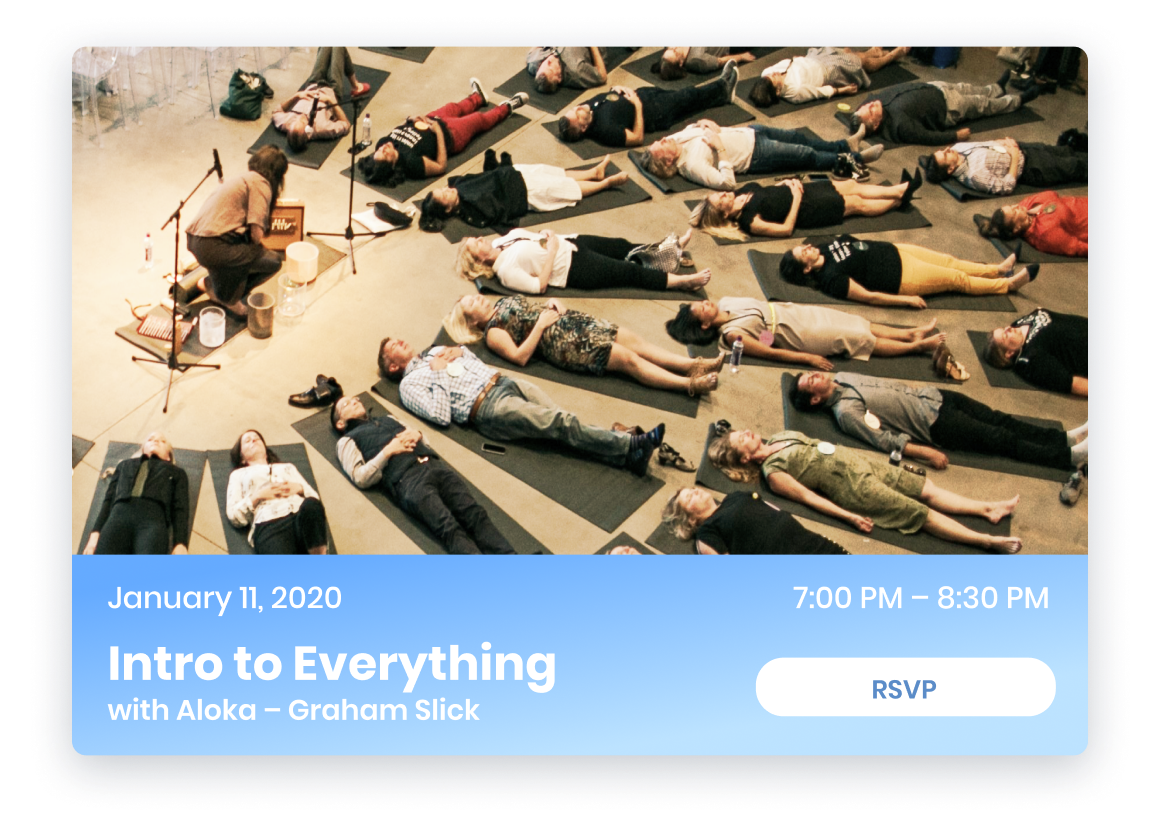 January 11, 2020
7:00 PM – 8:30 PM
Intro to Everything
with Aloka – Graham Slick
RSVP